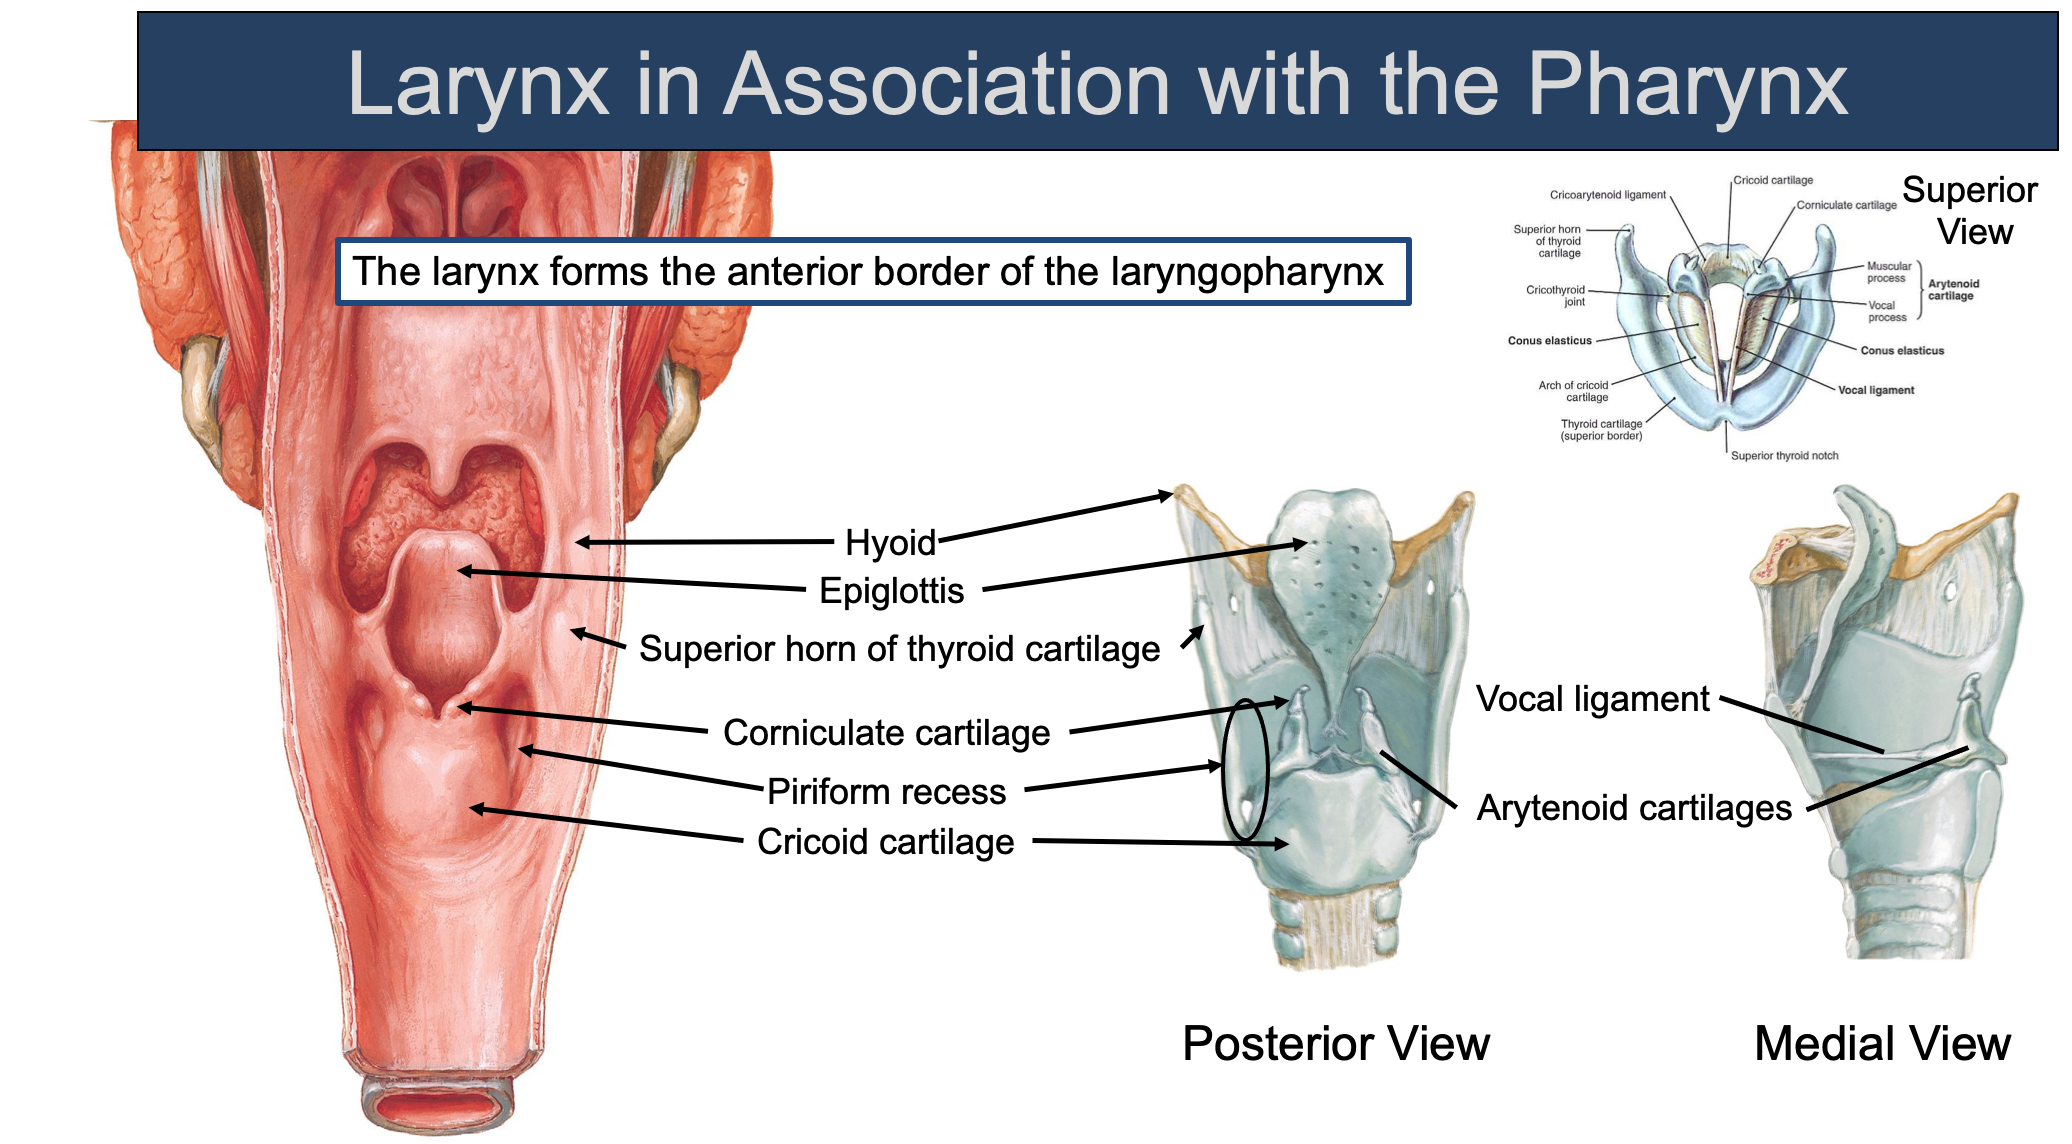 Larynx in Association with the Pharynx
The larynx forms the anterior border of the laryngopharynx
Superior
View
Cricoid cartilage
Cricoarytenoid ligament
Corniculate cartilage
Superior horn
of thyroid
cartilage
Muscular
process
Arytenoid
cartilage
Cricothyroid
joint
Vocal
process
Conus elasticus
Conus elasticus
Arch of cricoid
cartilage
Vocal ligament
Thyroid cartilage
(superior border)
Superior thyroid notch
Hyoid
Epiglottis
Superior horn of thyroid cartilage
Corniculate cartilage
Piriform recess
Cricoid cartilage
Vocal ligament
Arytenoid cartilages
Posterior View
Medial View